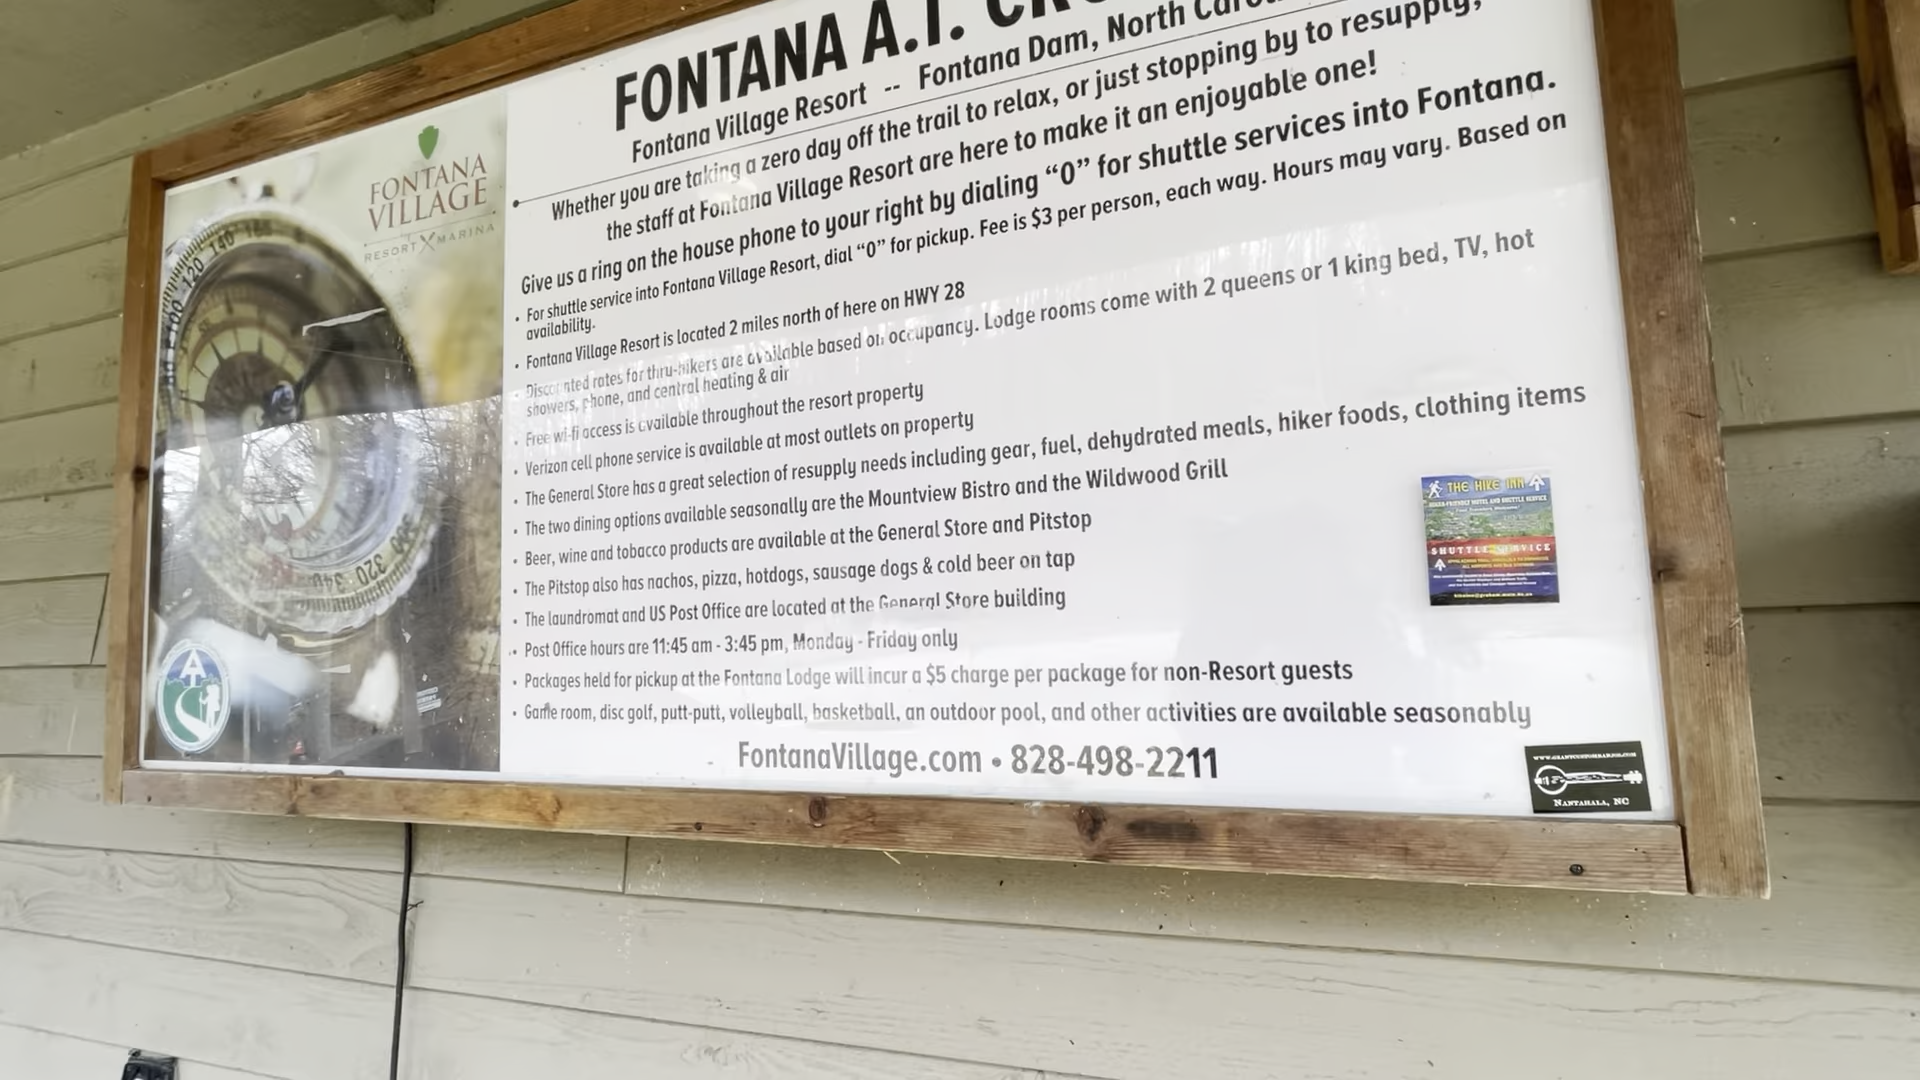 FONTANA A.T. CR
Fontana Village Resort -- Fontana Dam, North
Whether you are taking a zero day off the trail to relax, or just stopping by to resupply,
the staff at Fontana Village Resort are here to make it an enjoyable one!
Give us a ring on the house phone to your right by dialing “0” for shuttle services into Fontana.
• For shuttle service into Fontana Village Resort, dial “0” for pickup. Fee is $3 per person, each way. Hours may vary. Based on
availability.
• Fontana Village Resort is located 2 miles north of here on HWY 28
• Discounted rates for thru-hikers are available based on occupancy. Lodge rooms come with 2 queens or 1 king bed, TV, hot
showers, phone, and central heating & air
• Free wi-fi access is available throughout the resort property
• Verizon cell phone service is available at most outlets on property
• The General Store has a great selection of resupply needs including gear, fuel, dehydrated meals, hiker foods, clothing items
• The two dining options available seasonally are the Mountview Bistro and the Wildwood Grill
• Beer, wine and tobacco products are available at the General Store and Pitstop
• The Pitstop also has nachos, pizza, hotdogs, sausage dogs & cold beer on tap
• The laundromat and US Post Office are located at the General Store building
• Post Office hours are 11:45 am - 3:45 pm, Monday - Friday only
• Packages held for pickup at the Fontana Lodge will incur a $5 charge per package for non-Resort guests
• Game room, disc golf, putt-putt, volleyball, basketball, an outdoor pool, and other activities are available seasonably
FontanaVillage.com • 828-498-2211
FONTANA
VILLAGE
RESORT MARINA
160
140
120
100
300
320
340
THE HIKE INN
HIKER-FRIENDLY MOTEL AND SHUTTLE SERVICE
SHUTTLE SERVICE
NANTAHALA, NC